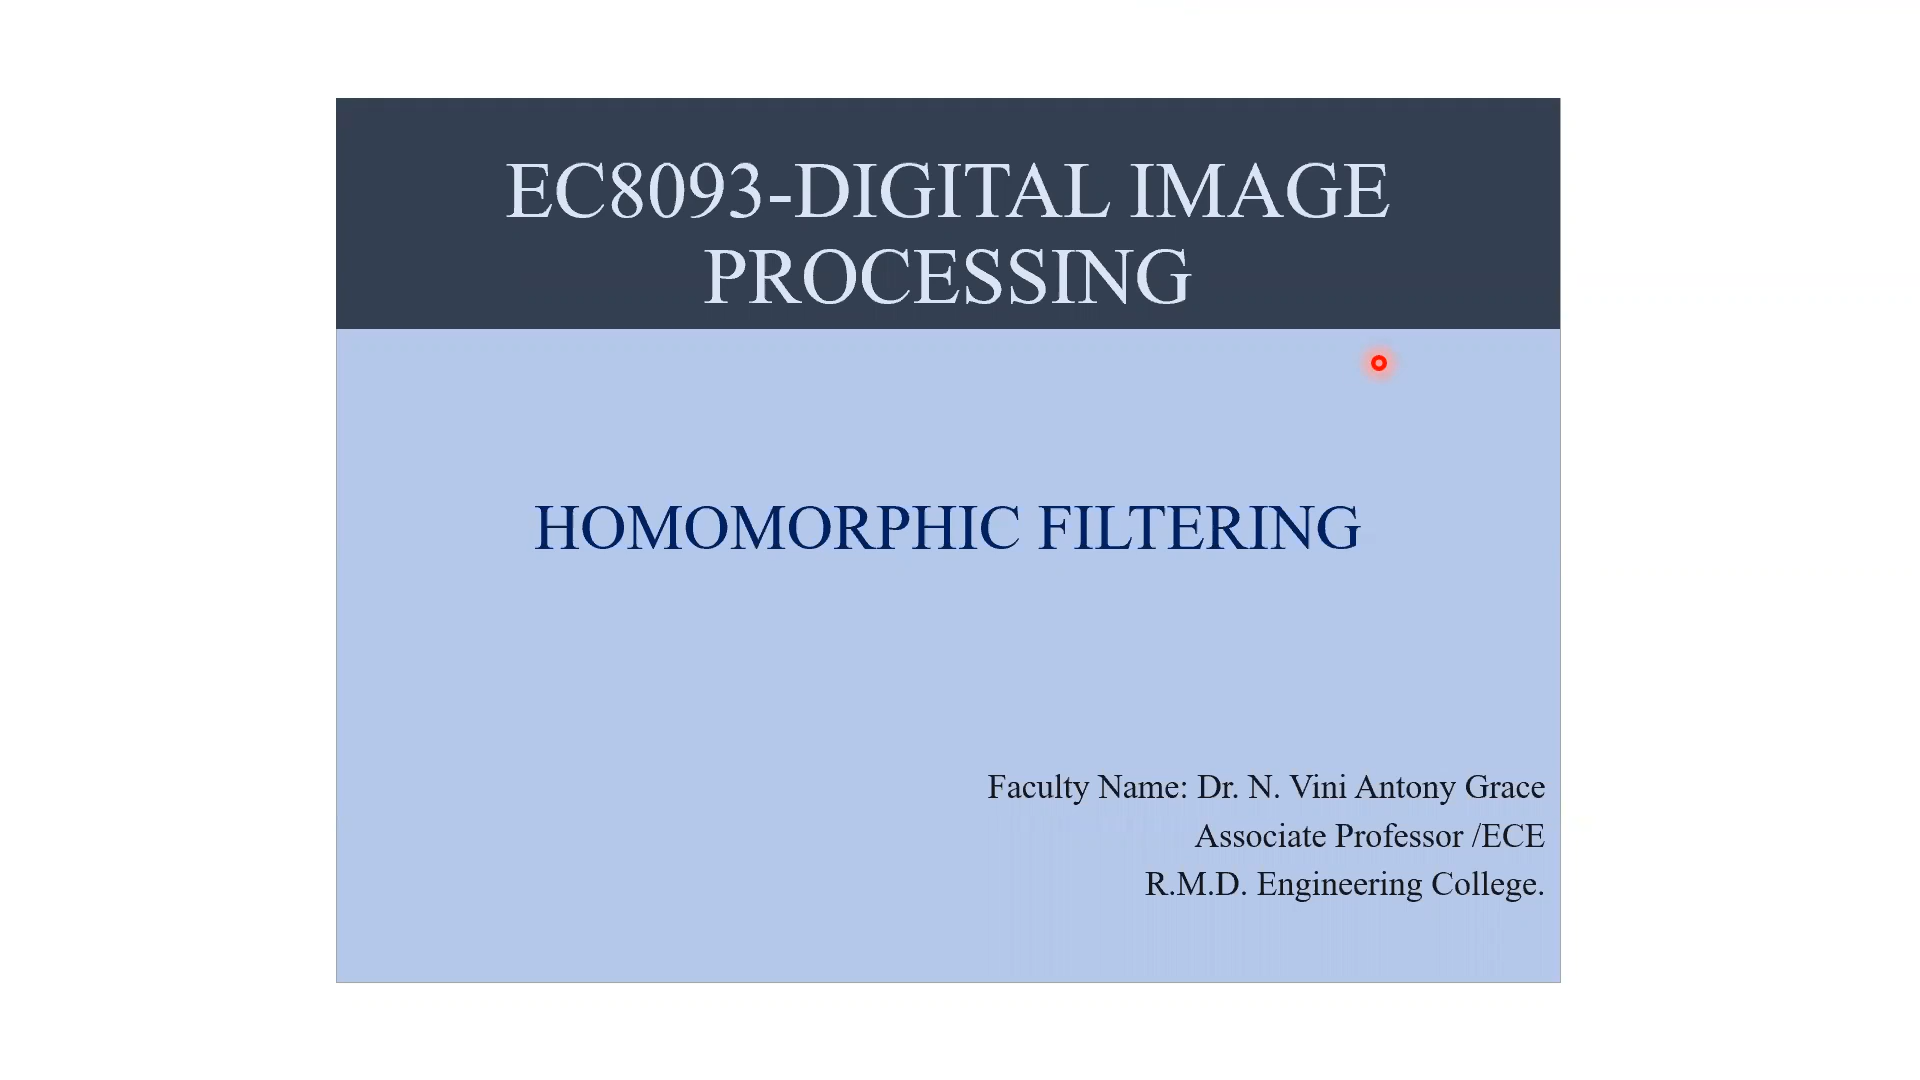 EC8093-DIGITAL IMAGE
PROCESSING
HOMOMORPHIC FILTERING
Faculty Name: Dr. N. Vini Antony Grace
Associate Professor /ECE
R.M.D. Engineering College.